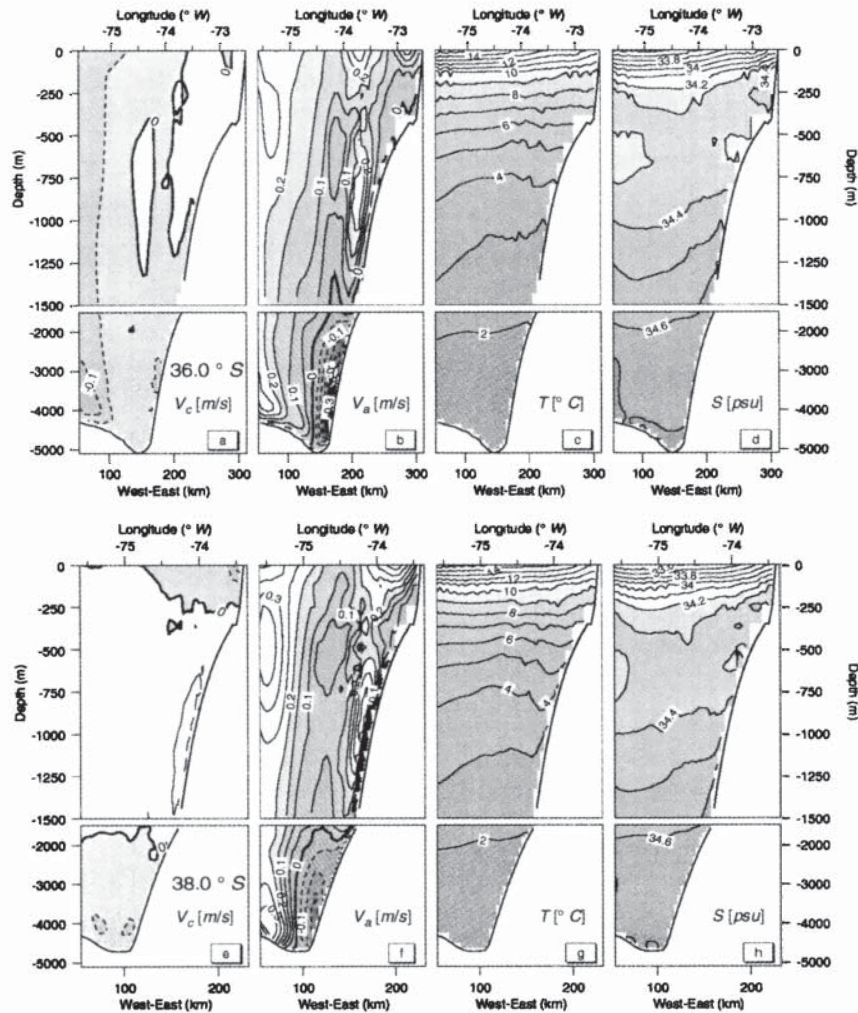 Longitude (° W) Longitude (° W) Longitude (° W) Longitude (° W)
-75 -74 -73 -75 -74 -73 -75 -74 -73 -75 -74 -73
0 14 12 33.8 0
0 0.2 10 34
-250 0 8 34.2 34.4 -250
0 6
-500 0.2 0.1 -500
Depth (m) Depth (m)
-750 4 -750
-1000 34.4 -1000
-1250 0 -1250
-1500 -1500
-2000 -0.1 2 34.6 -2000
-3000 -0.1 36.0 ° S 0.2 0.1 0 -3000
-4000 Vc [m/s] Va [m/s] T [° C] S [psu] -4000
-5000 a b c d -5000
100 200 300 100 200 300 100 200 300 100 200 300
West-East (km) West-East (km) West-East (km) West-East (km)
Longitude (° W) Longitude (° W) Longitude (° W) Longitude (° W)
-75 -74 -75 -74 -75 -74 -75 -74
0 0.3 14 12 33.8 0
10 34
-250 0 0.1 0.2 8 34.2 -250
6
-500 -500
Depth (m) Depth (m)
-750 0.2 0.1 4 4 34.4 -750
-1000 -1000
-1250 -1250
-1500 -1500
-2000 0 2 34.6 -2000
-3000 38.0 ° S 0.1 0 -0.1 -3000
-4000 Vc [m/s] Va [m/s] T [° C] S [psu] -4000
-5000 e f g h -5000
100 200 100 200 100 200 100 200
West-East (km) West-East (km) West-East (km) West-East (km)